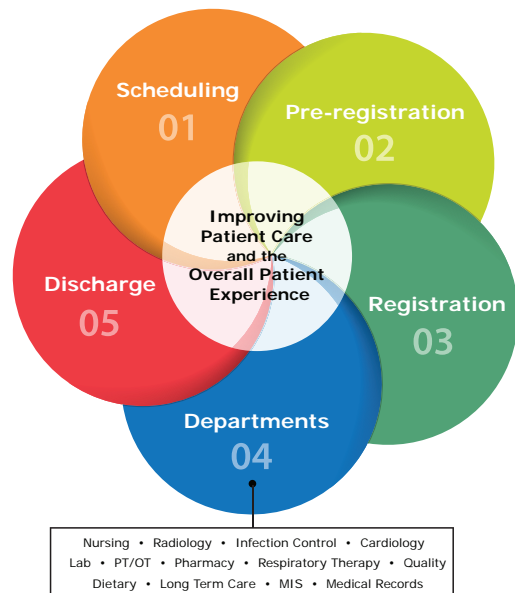 Scheduling
01
Pre-registration
02
Improving
Patient Care
and the
Overall Patient
Experience
Registration
03
Discharge
05
Departments
04
Nursing • Radiology • Infection Control • Cardiology
Lab • PT/OT • Pharmacy • Respiratory Therapy • Quality
Dietary • Long Term Care • MIS • Medical Records